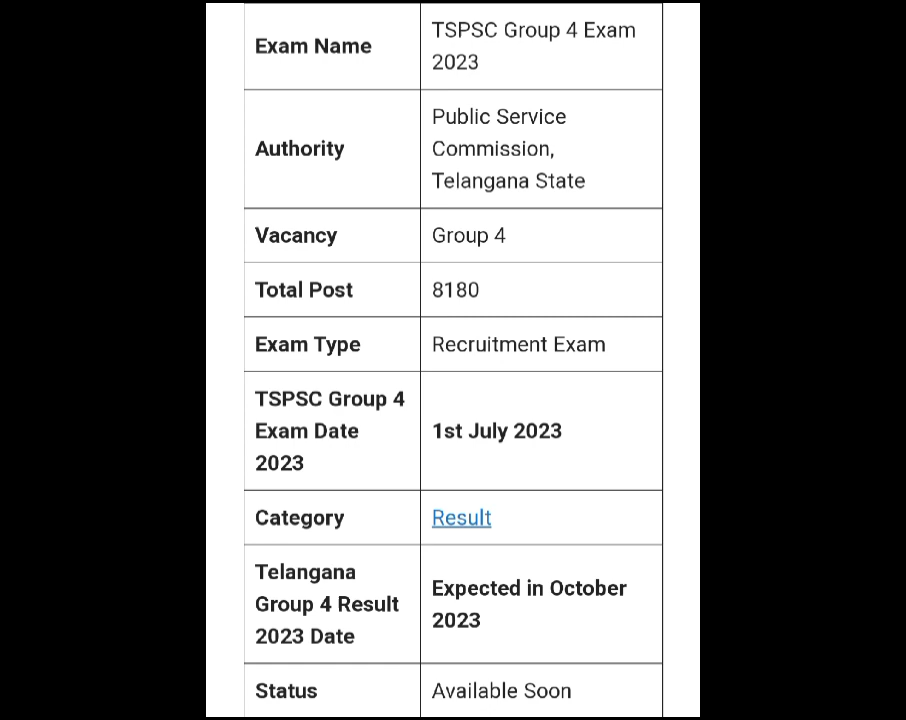 Exam Name
TSPSC Group 4 Exam
2023
Authority
Public Service
Commission,
Telangana State
Vacancy
Group 4
Total Post
8180
Exam Type
Recruitment Exam
TSPSC Group 4
Exam Date
2023
1st July 2023
Category
Result
Telangana
Group 4 Result
2023 Date
Expected in October
2023
Status
Available Soon